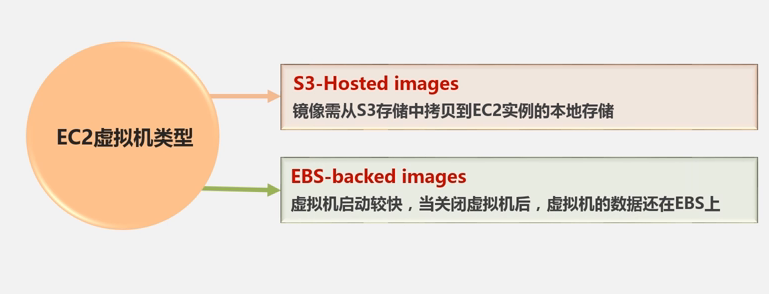 EC2虚拟机类型
S3-Hosted images
镜像需从S3存储中拷贝到EC2实例的本地存储
EBS-backed images
虚拟机启动较快，当关闭虚拟机后，虚拟机的数据还在EBS上